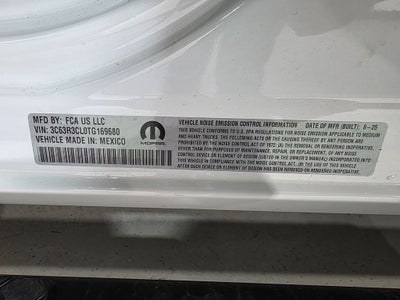 MFD BY: FCA US LLC
VIN: 3C63R3CL0TG169680
VEHICLE MADE IN: MEXICO
MOPAR
VEHICLE NOISE EMISSION CONTROL INFORMATION DATE OF MFR (BUILT): 8-25
THIS VEHICLE CONFORMS TO U.S. EPA REGULATIONS FOR NOISE EMISSION APPLICABLE TO MEDIUM
AND HEAVY TRUCKS. THE FOLLOWING ACTS OR THE CAUSING THEREOF BY ANY PERSON ARE
PROHIBITED BY THE NOISE CONTROL ACT OF 1972: (A) THE REMOVAL OR RENDERING INOPERATIVE,
OTHER THAN FOR PURPOSES OF MAINTENANCE, REPAIR, OR REPLACEMENT, OF ANY NOISE
CONTROL DEVICE OR ELEMENT OF DESIGN (LISTED IN THE OWNER'S MANUAL) INCORPORATED INTO
THIS VEHICLE IN COMPLIANCE WITH THE NOISE CONTROL ACT; (B) THE USE OF THIS VEHICLE
AFTER SUCH DEVICE OR ELEMENT OF DESIGN HAS BEEN REMOVED OR RENDERED INOPERATIVE.